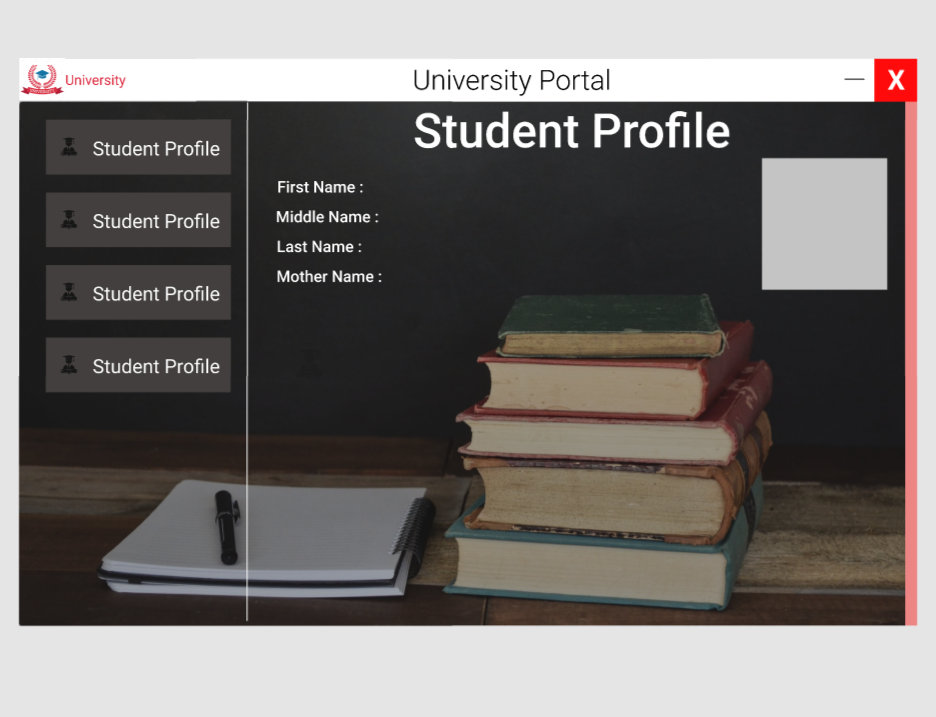 University
University Portal
X
Student Profile
Student Profile
Student Profile
Student Profile
Student Profile
First Name :
Middle Name :
Last Name :
Mother Name :